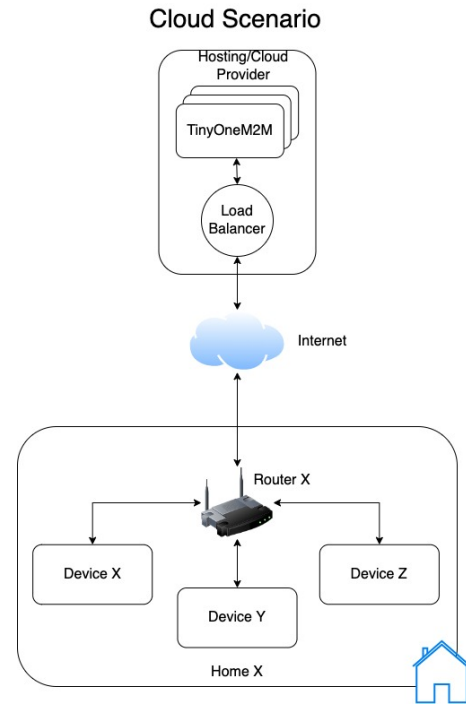 Cloud Scenario
Hosting/Cloud
Provider
TinyOneM2M
Load
Balancer
Internet
Router X
Device X
Device Y
Device Z
Home X